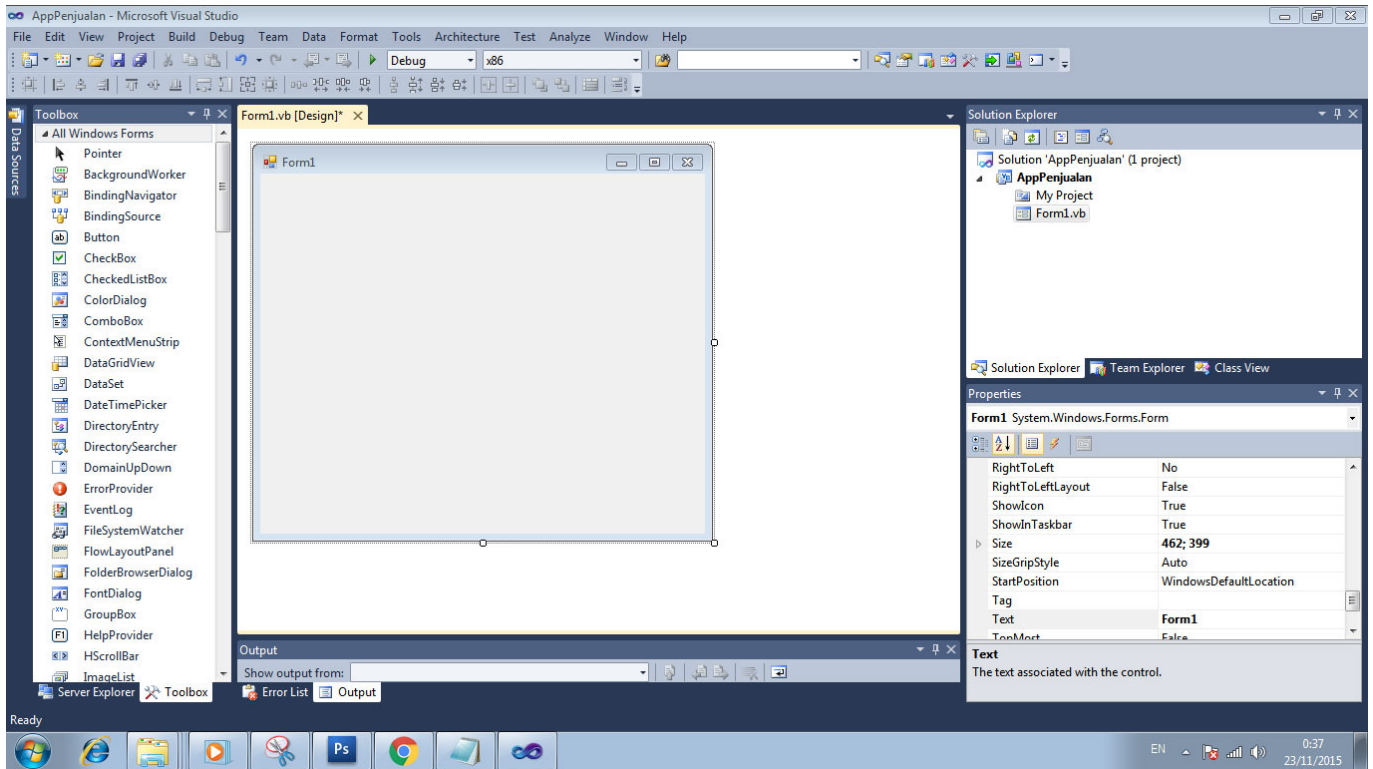 AppPenjualan - Microsoft Visual Studio
File Edit View Project Build Debug Team Data Format Tools Architecture Test Analyze Window Help
Debug x86
Data Sources
Toolbox
All Windows Forms
Pointer
BackgroundWorker
BindingNavigator
BindingSource
ab Button
CheckBox
CheckedListBox
ColorDialog
ComboBox
ContextMenuStrip
DataGridView
DataSet
DateTimePicker
DirectoryEntry
DirectorySearcher
DomainUpDown
ErrorProvider
EventLog
FileSystemWatcher
FlowLayoutPanel
FolderBrowserDialog
FontDialog
GroupBox
HelpProvider
HScrollBar
ImageList
Server Explorer Toolbox
Form1.vb [Design]*
Form1
Output
Show output from:
Error List Output
Solution Explorer
Solution 'AppPenjualan' (1 project)
AppPenjualan
My Project
Form1.vb
Solution Explorer Team Explorer Class View
Properties
Form1 System.Windows.Forms.Form
RightToLeft No
RightToLeftLayout False
ShowIcon True
ShowInTaskbar True
Size 462; 399
SizeGripStyle Auto
StartPosition WindowsDefaultLocation
Tag
Text Form1
TopMost False
Text
The text associated with the control.
Ready
Ps
EN
0:37
23/11/2015